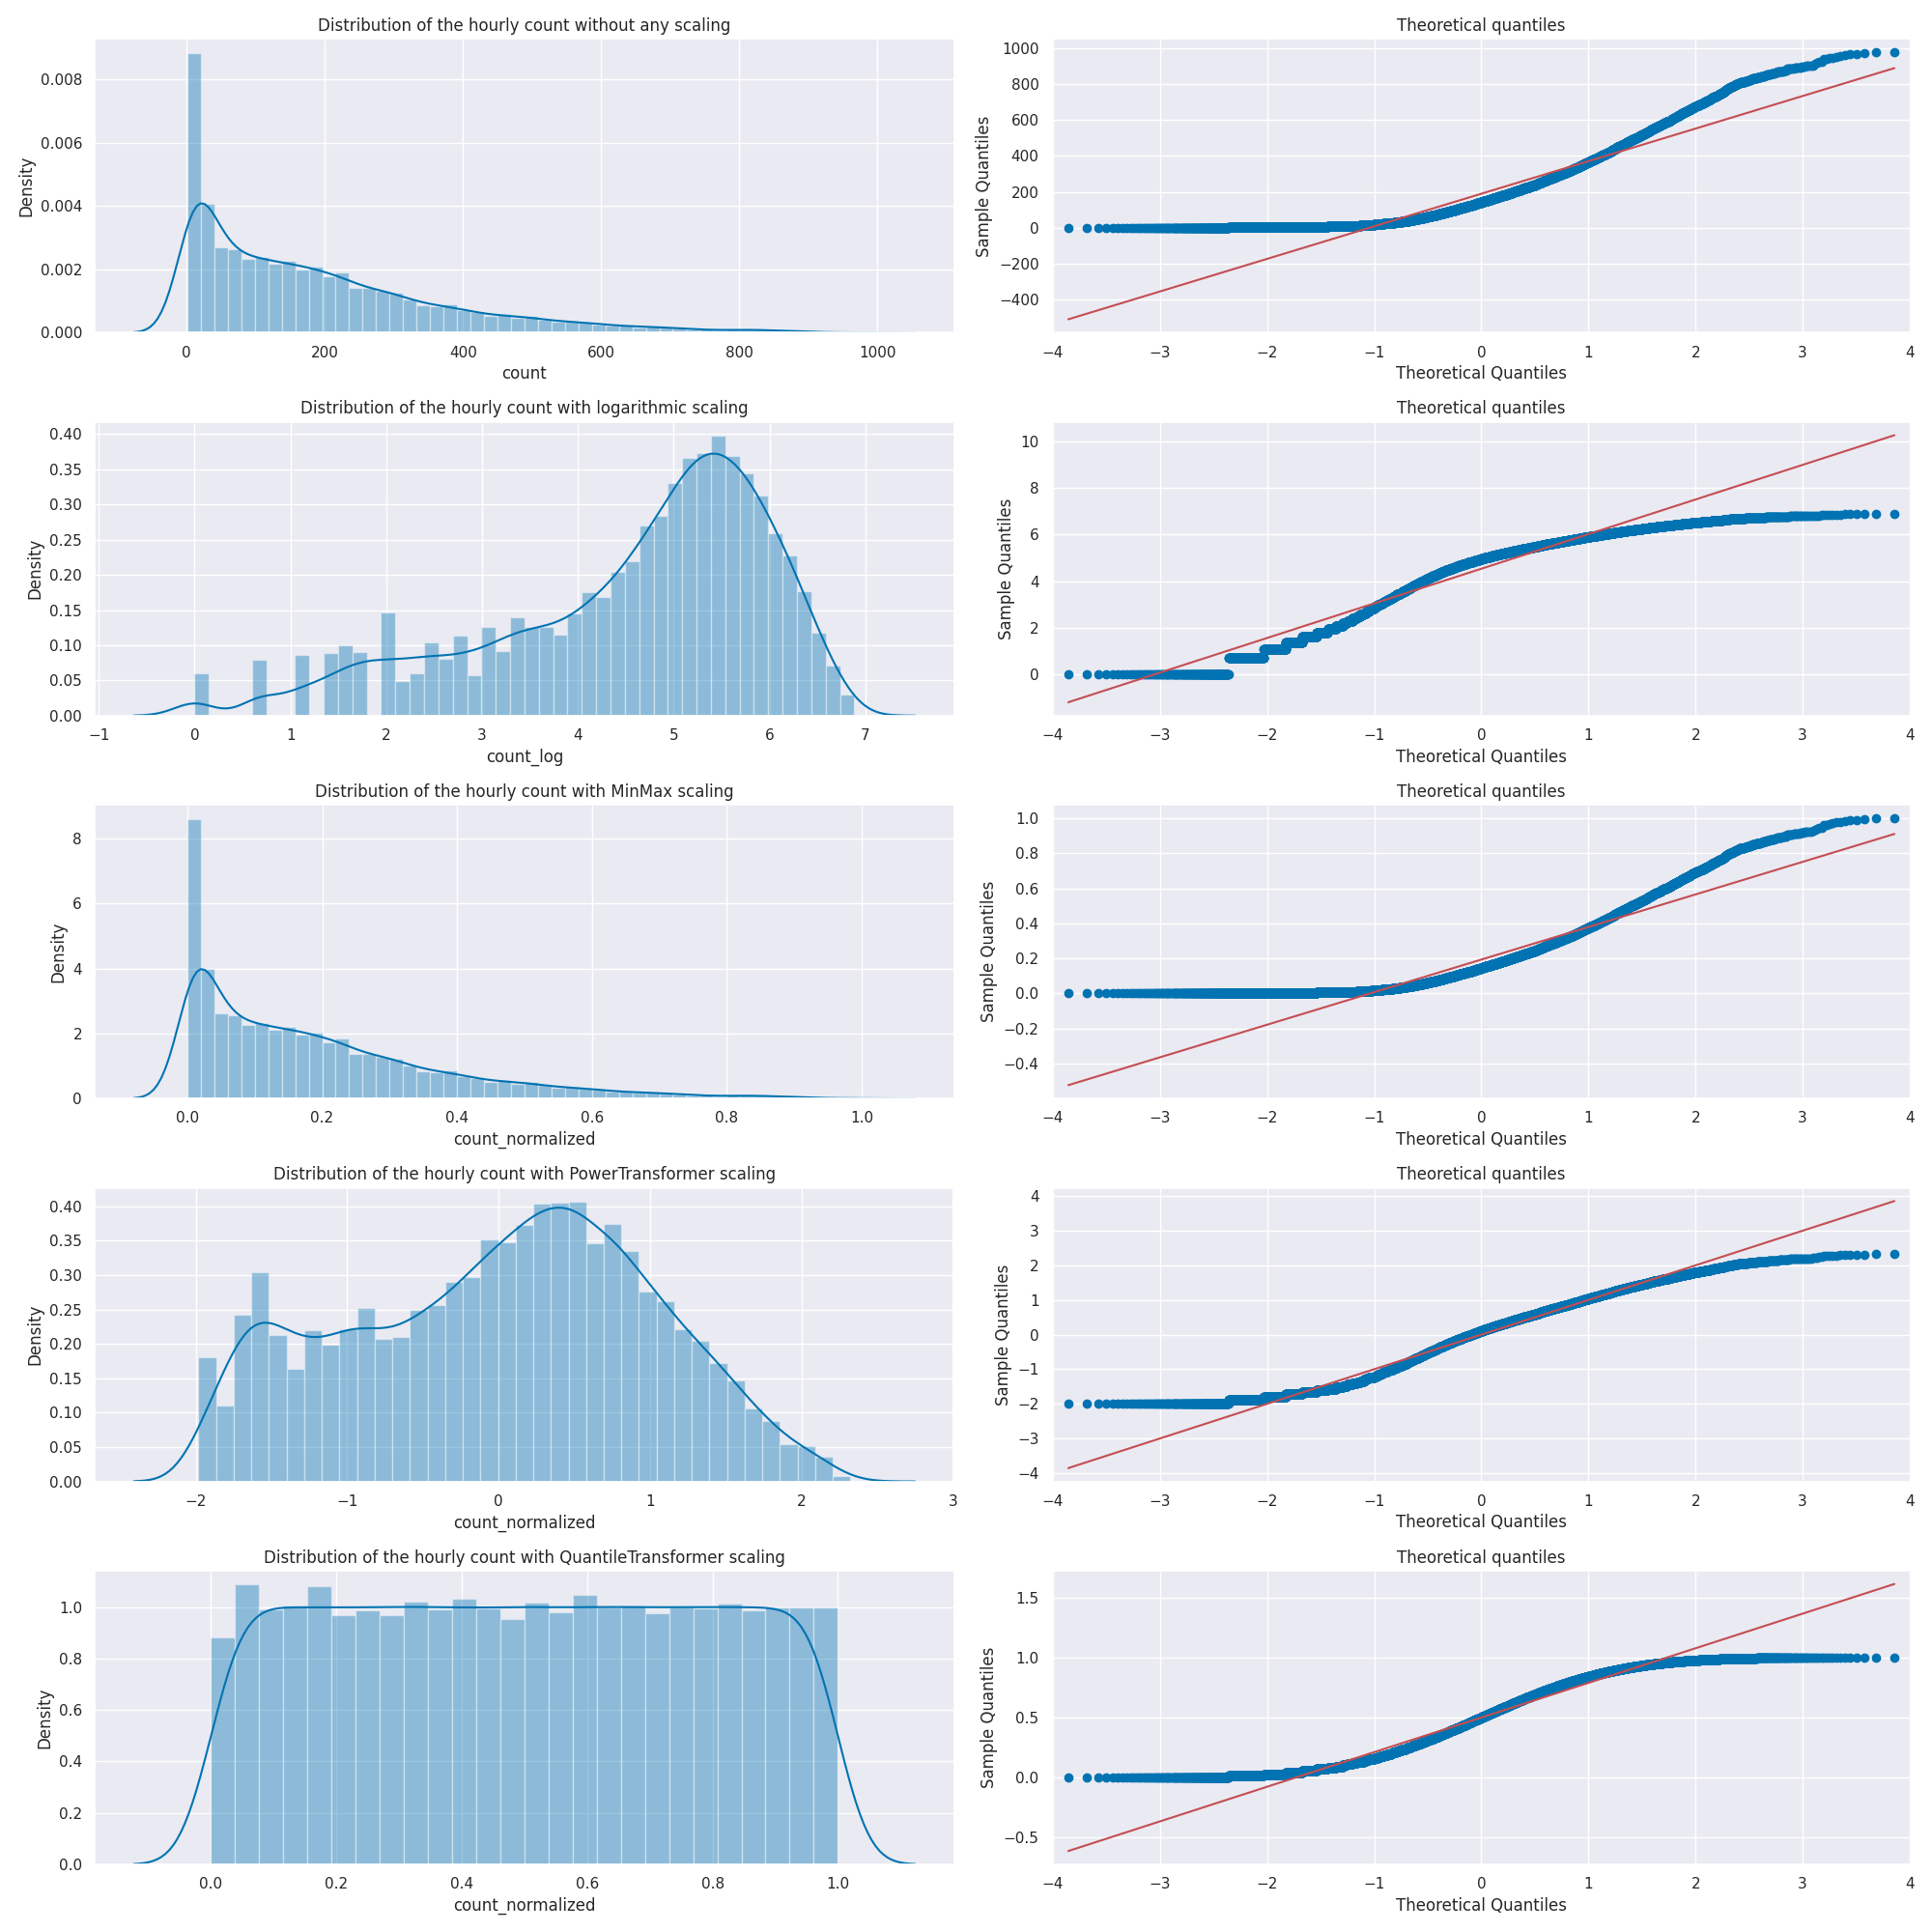 Distribution of the hourly count without any scaling
Density
0.008
0.006
0.004
0.002
0.000
0 200 400 600 800 1000
count
Theoretical quantiles
Sample Quantiles
1000
800
600
400
200
0
−200
−400
−4 −3 −2 −1 0 1 2 3 4
Theoretical Quantiles
Distribution of the hourly count with logarithmic scaling
Density
0.40
0.35
0.30
0.25
0.20
0.15
0.10
0.05
0.00
−1 0 1 2 3 4 5 6 7
count_log
Theoretical quantiles
Sample Quantiles
10
8
6
4
2
0
−4 −3 −2 −1 0 1 2 3 4
Theoretical Quantiles
Distribution of the hourly count with MinMax scaling
Density
8
6
4
2
0
0.0 0.2 0.4 0.6 0.8 1.0
count_normalized
Theoretical quantiles
Sample Quantiles
1.0
0.8
0.6
0.4
0.2
0.0
−0.2
−0.4
−4 −3 −2 −1 0 1 2 3 4
Theoretical Quantiles
Distribution of the hourly count with PowerTransformer scaling
Density
0.40
0.35
0.30
0.25
0.20
0.15
0.10
0.05
0.00
−2 −1 0 1 2 3
count_normalized
Theoretical quantiles
Sample Quantiles
4
3
2
1
0
−1
−2
−3
−4
−4 −3 −2 −1 0 1 2 3 4
Theoretical Quantiles
Distribution of the hourly count with QuantileTransformer scaling
Density
1.0
0.8
0.6
0.4
0.2
0.0
0.0 0.2 0.4 0.6 0.8 1.0
count_normalized
Theoretical quantiles
Sample Quantiles
1.5
1.0
0.5
0.0
−0.5
−4 −3 −2 −1 0 1 2 3 4
Theoretical Quantiles